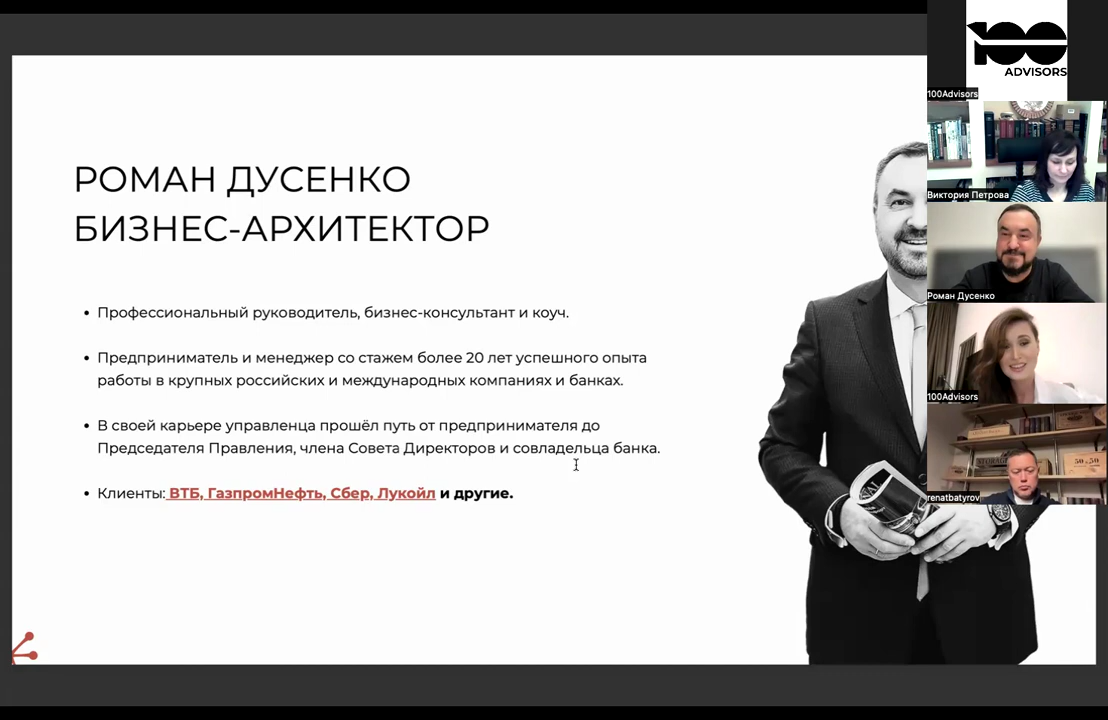 РОМАН ДУСЕНКО
БИЗНЕС-АРХИТЕКТОР
Профессиональный руководитель, бизнес-консультант и коуч.
Предприниматель и менеджер со стажем более 20 лет успешного опыта
работы в крупных российских и международных компаниях и банках.
В своей карьере управленца прошёл путь от предпринимателя до
Председателя Правления, члена Совета Директоров и совладельца банка.
Клиенты: ВТБ, ГазпромНефть, Сбер, Лукойл и другие.
100
ADVISORS
100Advisors
Виктория Петрова
Роман Дусенко
100Advisors
renatbatyrov